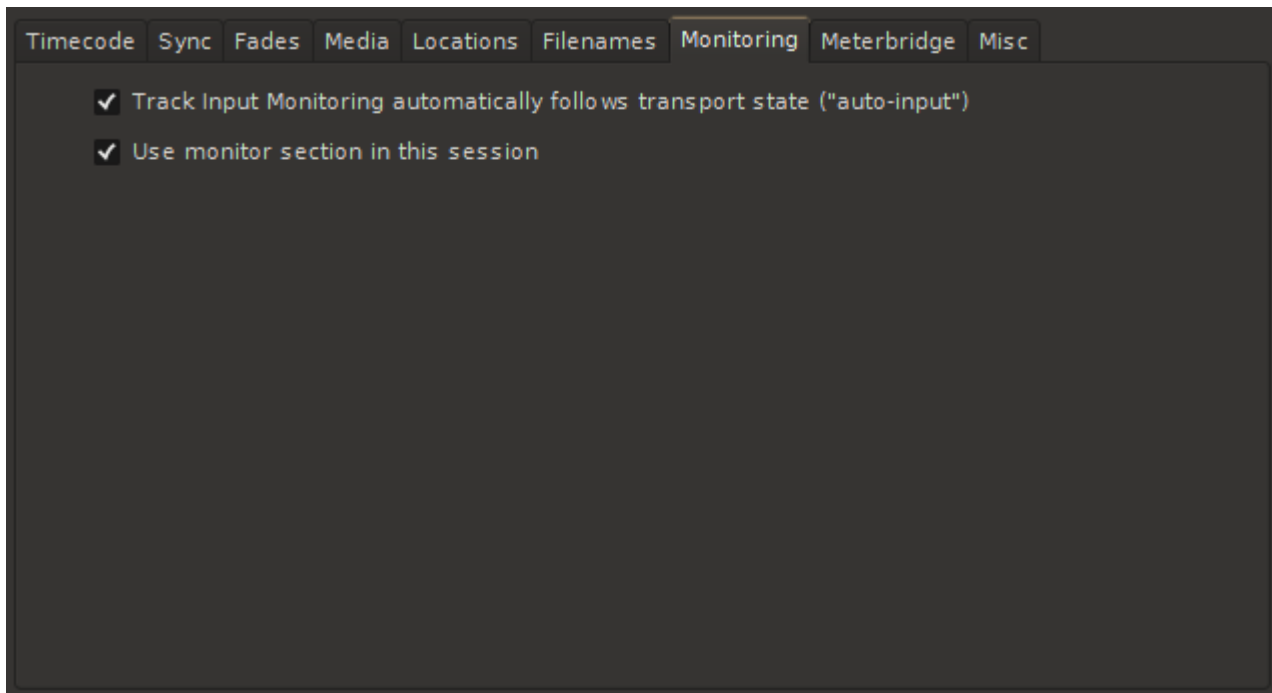 Timecode Sync Fades Media Locations Filenames Monitoring Meterbridge Misc
Track Input Monitoring automatically follows transport state ("auto-input")
Use monitor section in this session